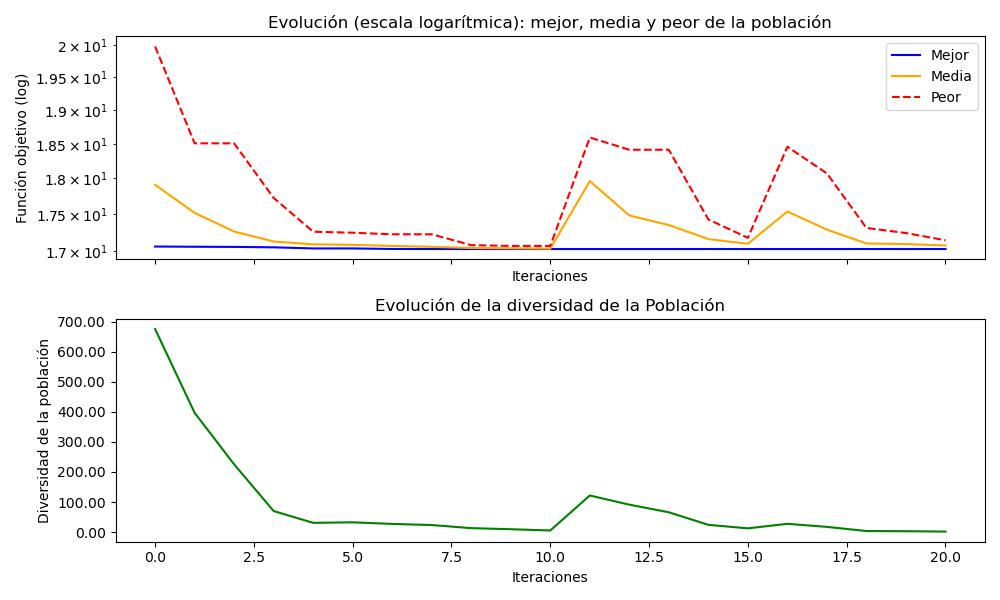 Evolución (escala logarítmica): mejor, media y peor de la población
Función objetivo (log)
2 × 10¹
1.95 × 10¹
1.9 × 10¹
1.85 × 10¹
1.8 × 10¹
1.75 × 10¹
1.7 × 10¹
Mejor
Media
Peor
Iteraciones
Evolución de la diversidad de la Población
Diversidad de la población
700.00
600.00
500.00
400.00
300.00
200.00
100.00
0.00
0.0 2.5 5.0 7.5 10.0 12.5 15.0 17.5 20.0
Iteraciones